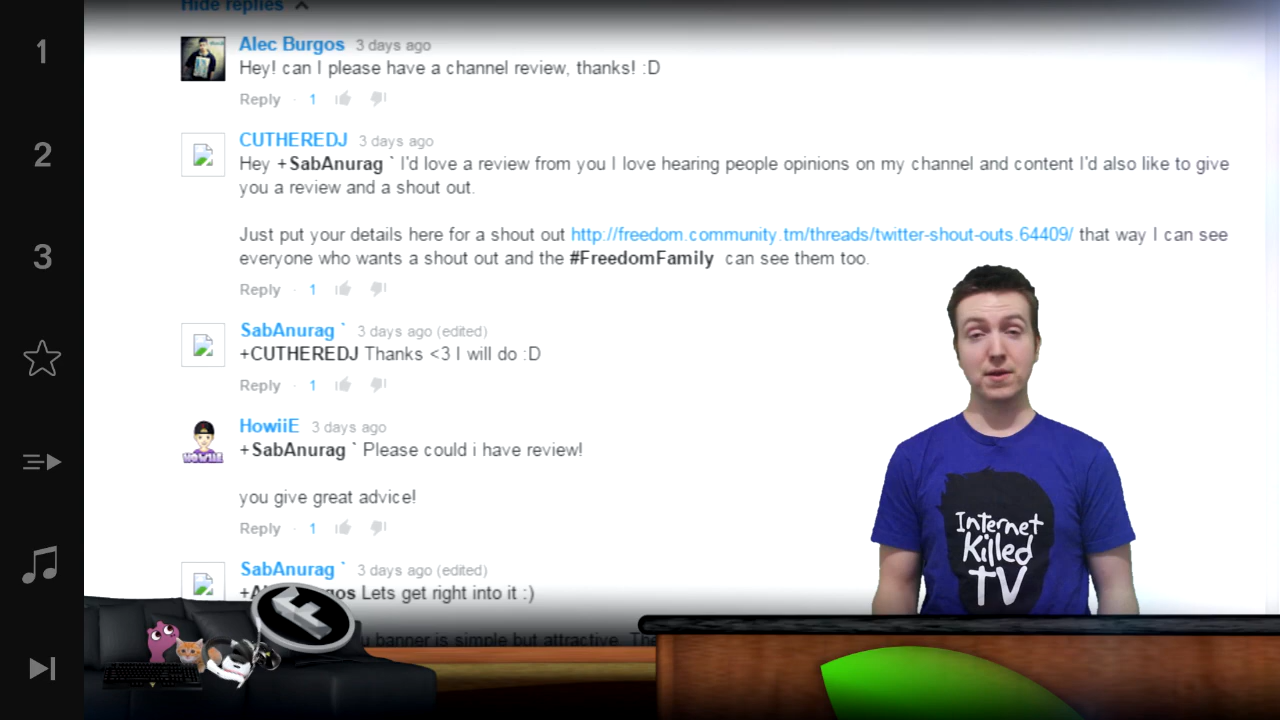 Hide replies
1
Alec Burgos 3 days ago
Hey! can I please have a channel review, thanks! :D
Reply · 1
2
CUTHEREDJ 3 days ago
Hey +SabAnurag ` I'd love a review from you I love hearing people opinions on my channel and content I'd also like to give
you a review and a shout out.
3
Just put your details here for a shout out http://freedom.community.tm/threads/twitter-shout-outs.64409/ that way I can see
everyone who wants a shout out and the #FreedomFamily can see them too.
Reply · 1
SabAnurag ` 3 days ago (edited)
+CUTHEREDJ Thanks <3 I will do :D
Reply · 1
HowiiE 3 days ago
+SabAnurag ` Please could i have review!
HOWIIE
you give great advice!
Reply · 1
Internet
Killed
TV
SabAnurag ` 3 days ago (edited)
Lets get right into it :)
banner is simple but attractive.
F